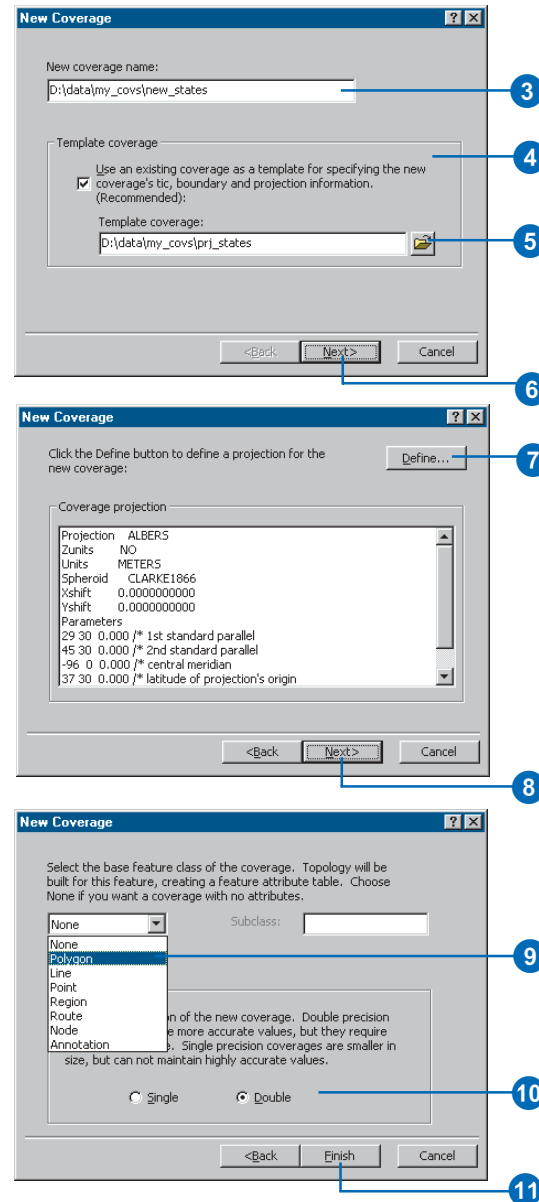 New Coverage
New coverage name:
D:\data\my_covs\new_states
3
Template coverage
4
Use an existing coverage as a template for specifying the new
coverage's tic, boundary and projection information.
(Recommended):
Template coverage:
D:\data\my_covs\prj_states
5
<Back Next> Cancel
6
New Coverage
Click the Define button to define a projection for the
new coverage:
Define...
7
Coverage projection
Projection ALBERS
Zunits NO
Units METERS
Spheroid CLARKE1866
Xshift 0.0000000000
Yshift 0.0000000000
Parameters
29 30 0.000 /* 1st standard parallel
45 30 0.000 /* 2nd standard parallel
-96 0 0.000 /* central meridian
37 30 0.000 /* latitude of projection's origin
<Back Next> Cancel
8
New Coverage
Select the base feature class of the coverage. Topology will be
built for this feature, creating a feature attribute table. Choose
None if you want a coverage with no attributes.
None Subclass:
None
Polygon
9
Line
Point
Region
Route
Node
Annotation
on of the new coverage. Double precision
e more accurate values, but they require
e. Single precision coverages are smaller in
size, but can not maintain highly accurate values.
Single Double
10
<Back Finish Cancel
11